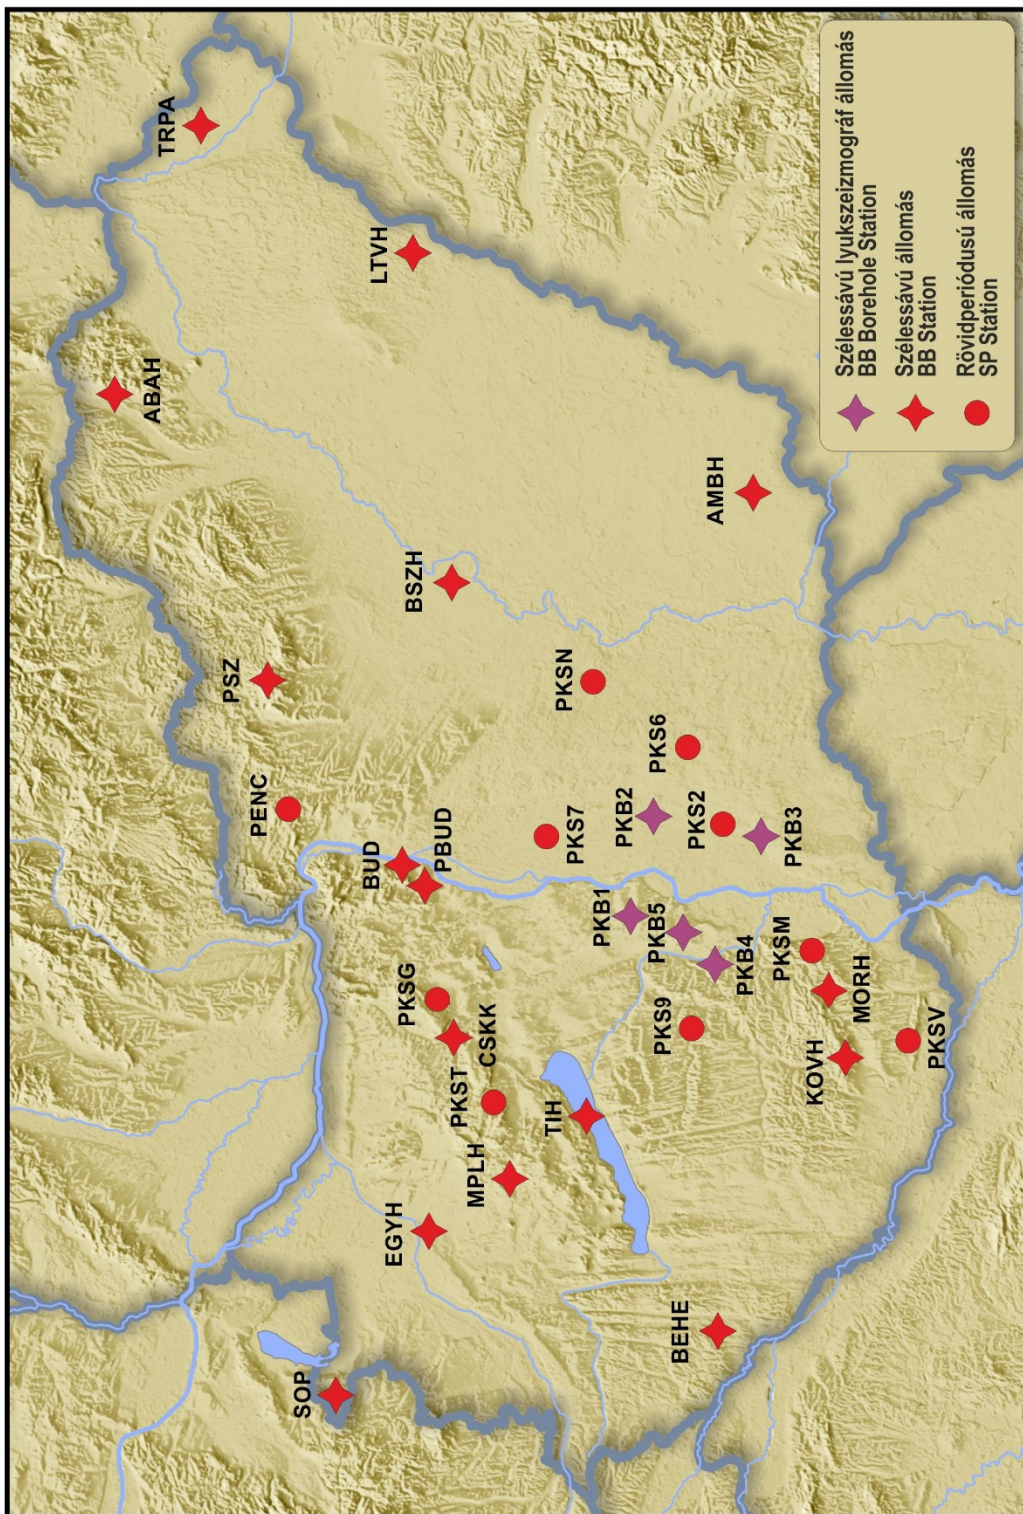 TRPA
ABAH
LTVH
PSZ
BSZH
AMBH
PENC
BUD
PBUD
PKSN
PKS6
PKS7
PKB2
PKS2
PKB3
PKB1
PKB5
PKB4
PKSM
MORH
PKSG
CSKK
PKS9
KOVH
PKSV
PKST
TIH
MPLH
EGYH
SOP
BEHE
Szélessávú lyukszeizmográf állomás
BB Borehole Station
Szélessávú állomás
BB Station
Rövidperiódusú állomás
SP Station